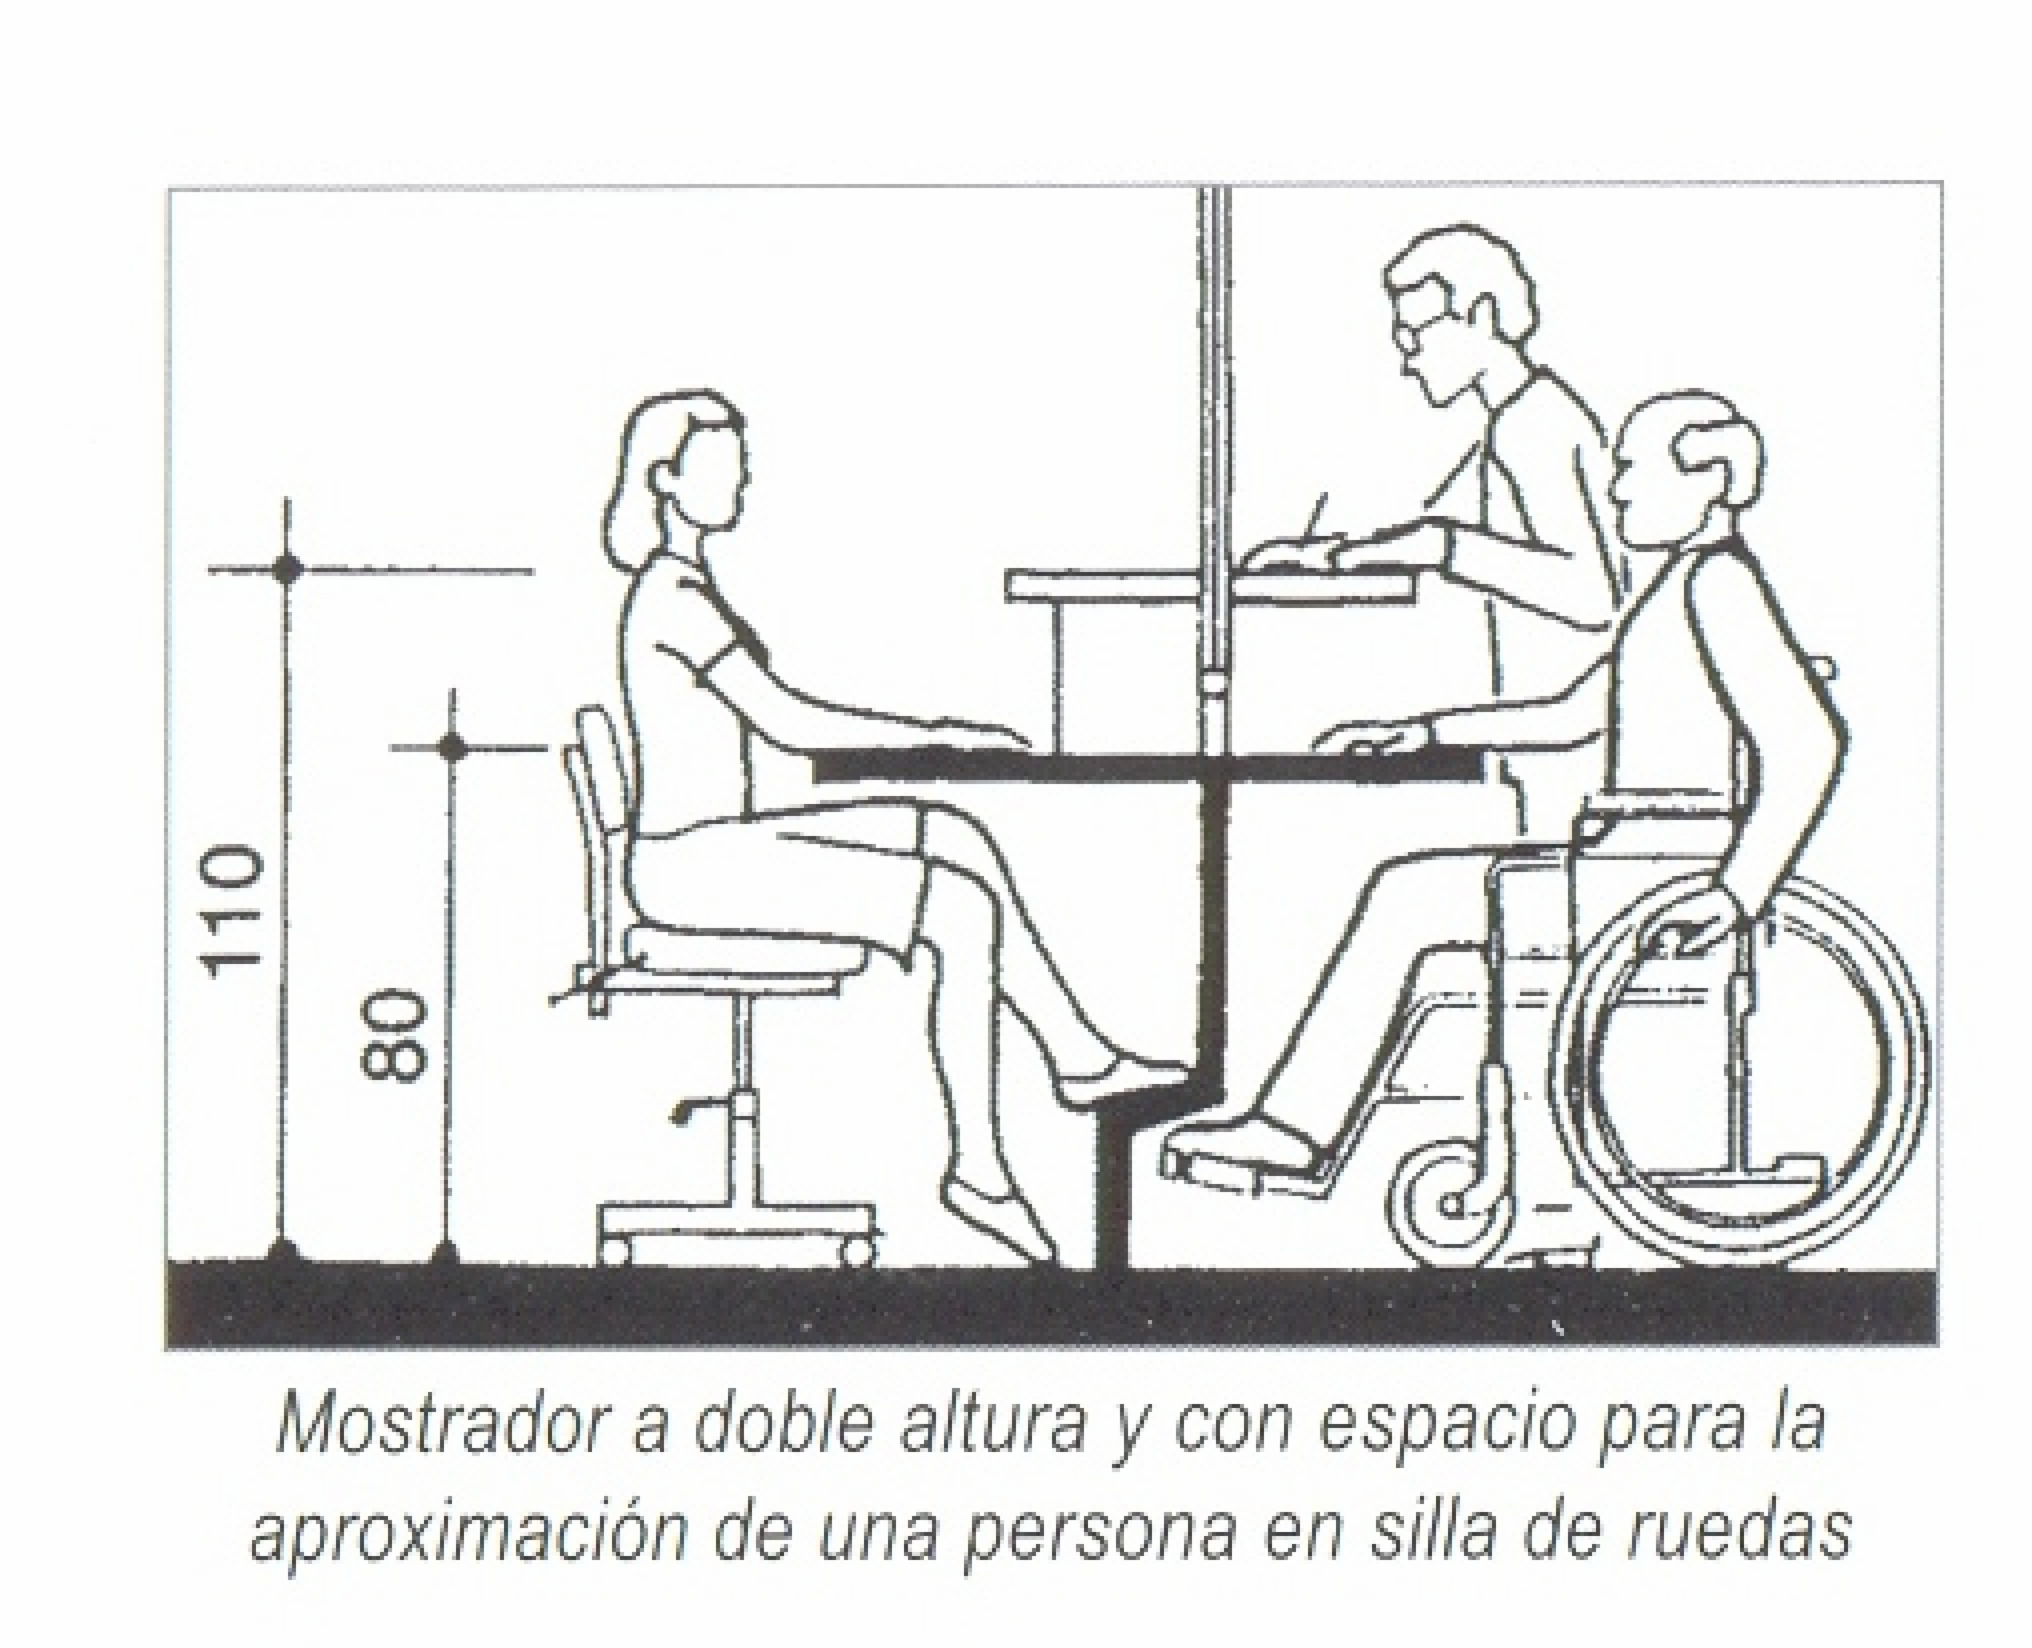 110
80
Mostrador a doble altura y con espacio para la
aproximación de una persona en silla de ruedas